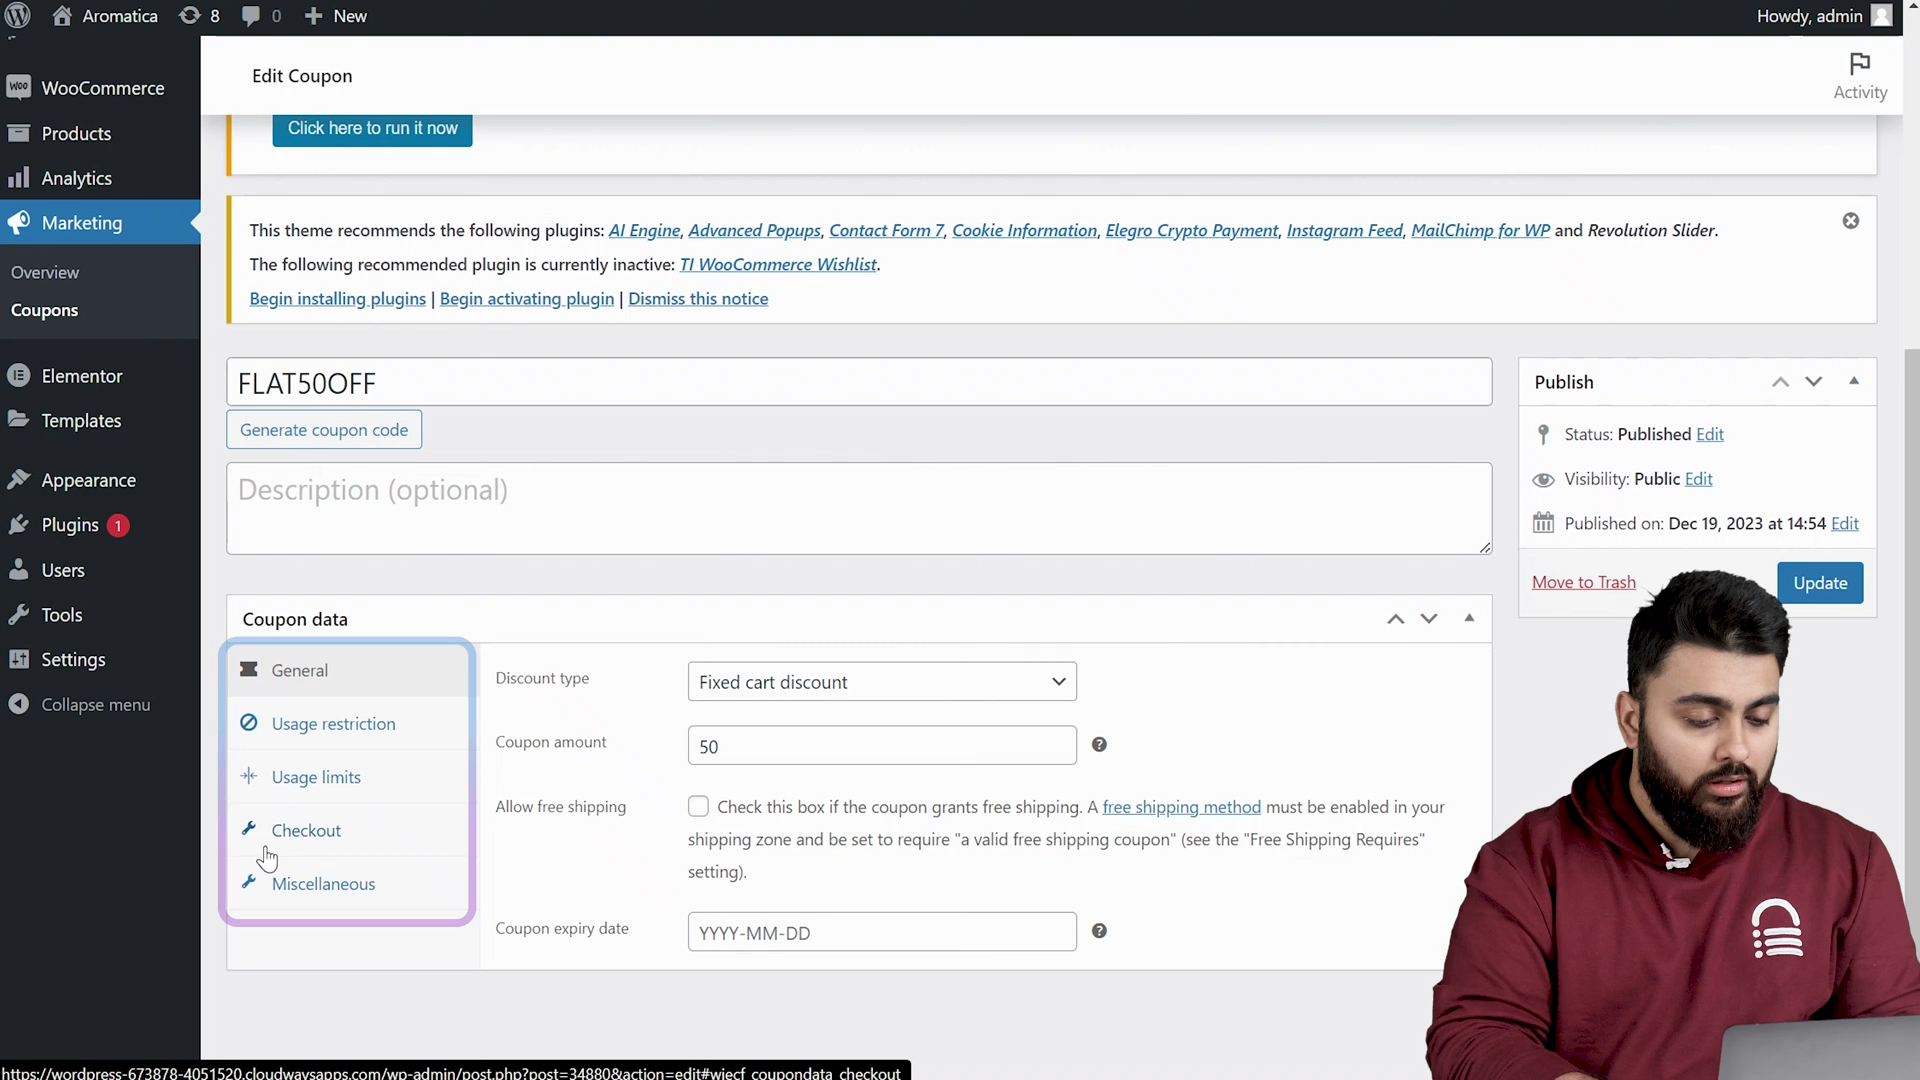 Aromatica 8 0 New Howdy, admin
WOO WooCommerce
Products
Analytics
Marketing
Overview
Coupons
Elementor
Templates
Appearance
Plugins 1
Users
Tools
Settings
Collapse menu
Edit Coupon
Activity
Click here to run it now
This theme recommends the following plugins: AI Engine, Advanced Popups, Contact Form 7, Cookie Information, Elegro Crypto Payment, Instagram Feed, MailChimp for WP and Revolution Slider.
The following recommended plugin is currently inactive: TI WooCommerce Wishlist.
Begin installing plugins | Begin activating plugin | Dismiss this notice
FLAT50OFF
Generate coupon code
Description (optional)
Publish
Status: Published Edit
Visibility: Public Edit
Published on: Dec 19, 2023 at 14:54 Edit
Move to Trash Update
Coupon data
General
Usage restriction
Usage limits
Checkout
Miscellaneous
Discount type Fixed cart discount
Coupon amount 50
Allow free shipping Check this box if the coupon grants free shipping. A free shipping method must be enabled in your
shipping zone and be set to require "a valid free shipping coupon" (see the "Free Shipping Requires"
setting).
Coupon expiry date YYYY-MM-DD
https://wordpress-673878-4051520.cloudwaysapps.com/wp-admin/post.php?post=34880&action=edit#wjecf_coupondata_checkout